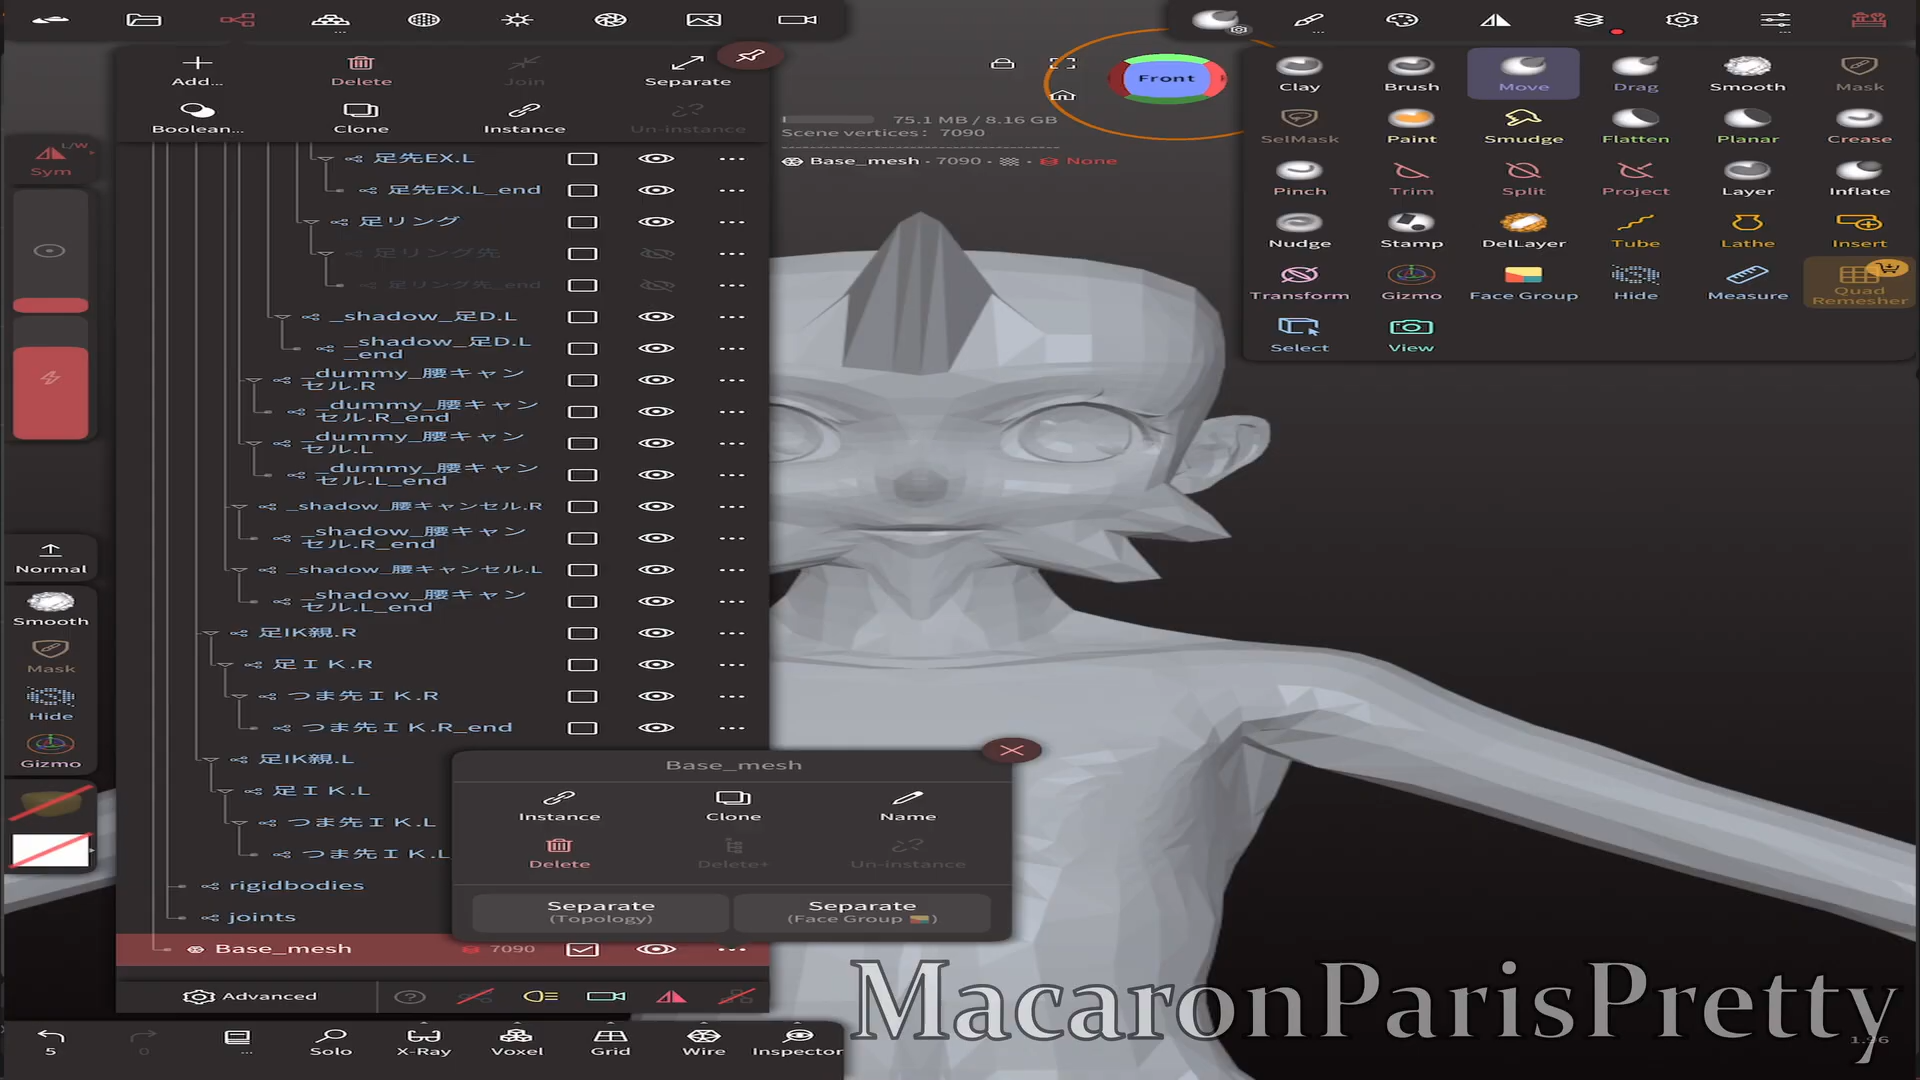 Add...
Delete
Join
Separate
Boolean...
Clone
Instance
Un-instance
足先EX.L
足先EX.L_end
足リング
足リング先
足リング先_end
_shadow_足D.L
_shadow_足D.L
_end
_dummy_腰キャン
セル.R
_dummy_腰キャン
セル.R_end
_dummy_腰キャン
セル.L
_dummy_腰キャン
セル.L_end
_shadow_腰キャンセル.R
_shadow_腰キャン
セル.R_end
_shadow_腰キャンセル.L
_shadow_腰キャン
セル.L_end
足IK親.R
足ＩＫ.R
つま先ＩＫ.R
つま先ＩＫ.R_end
足IK親.L
足ＩＫ.L
つま先ＩＫ.L
つま先ＩＫ.L
rigidbodies
joints
Base_mesh 7090
Advanced
L/W
Sym
Normal
Smooth
Mask
Hide
Gizmo
5
0
...
Solo
X-Ray
Voxel
Grid
Wire
Inspector
75.1 MB / 8.16 GB
Scene vertices: 7090
Base_mesh · 7090 · · None
Front
Clay
Brush
Move
Drag
Smooth
Mask
SelMask
Paint
Smudge
Flatten
Planar
Crease
Pinch
Trim
Split
Project
Layer
Inflate
Nudge
Stamp
DelLayer
Tube
Lathe
Insert
Transform
Gizmo
Face Group
Hide
Measure
Quad
Remesher
Select
View
Base_mesh
Instance
Clone
Name
Delete
Delete+
Un-instance
Separate
(Topology)
Separate
(Face Group )
MacaronParisPretty
1.96